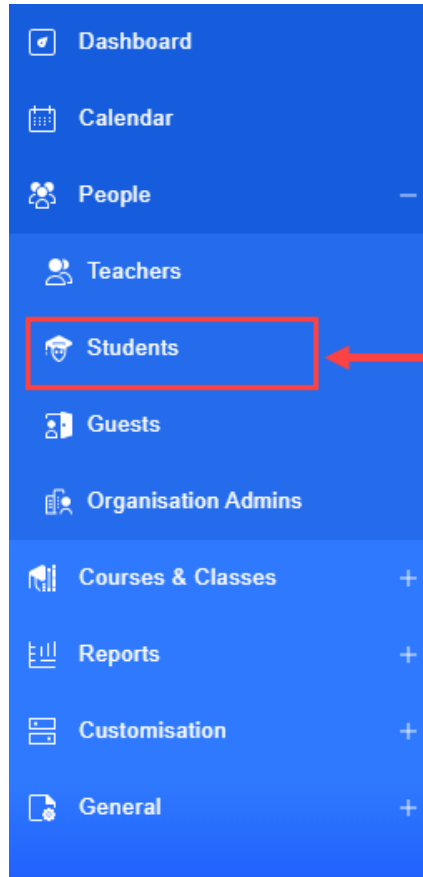 Dashboard
Calendar
People
Teachers
Students
Guests
Organisation Admins
Courses & Classes
Reports
Customisation
General